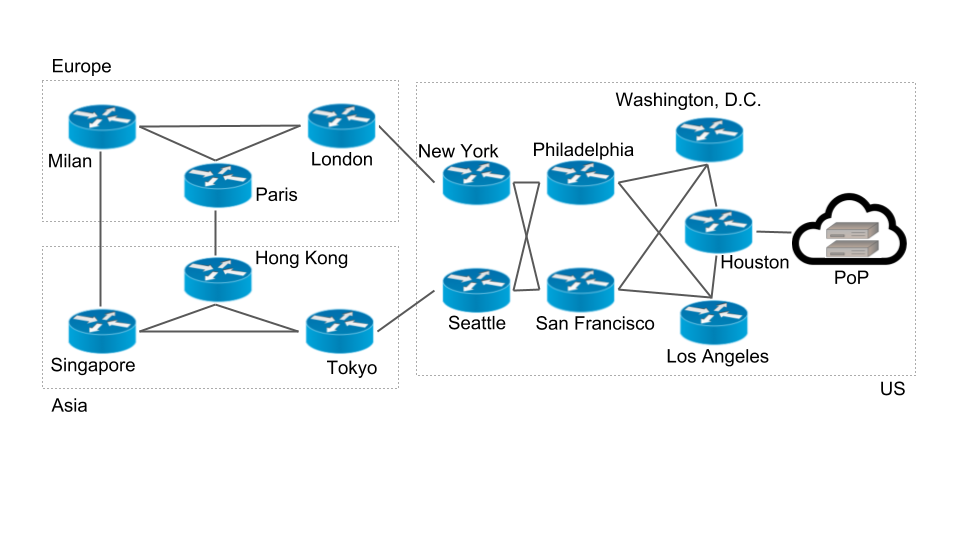 Europe
Washington, D.C.
New York
Philadelphia
Milan
London
Paris
Hong Kong
Houston
PoP
Seattle
San Francisco
Singapore
Tokyo
Los Angeles
US
Asia